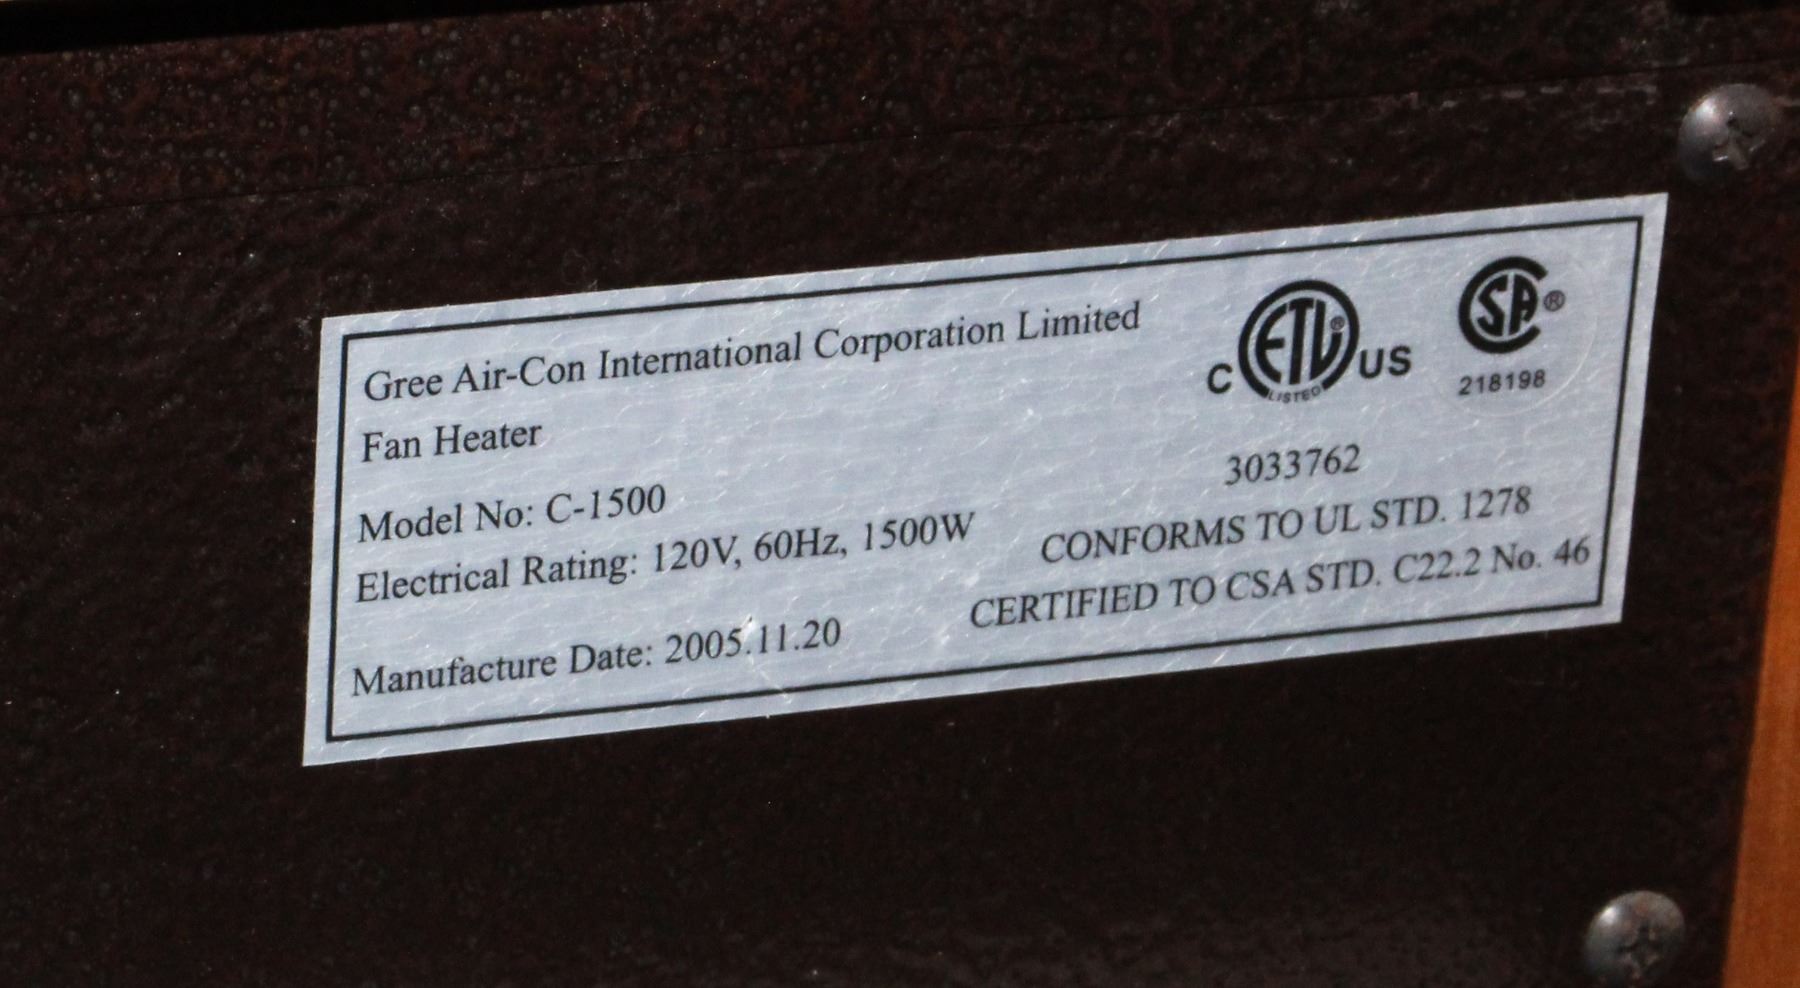 Gree Air-Con International Corporation Limited
Fan Heater
Model No: C-1500
Electrical Rating: 120V, 60Hz, 1500W
Manufacture Date: 2005.11.20
C ETL® US
LISTED
SA®
218198
3033762
CONFORMS TO UL STD. 1278
CERTIFIED TO CSA STD. C22.2 No. 46